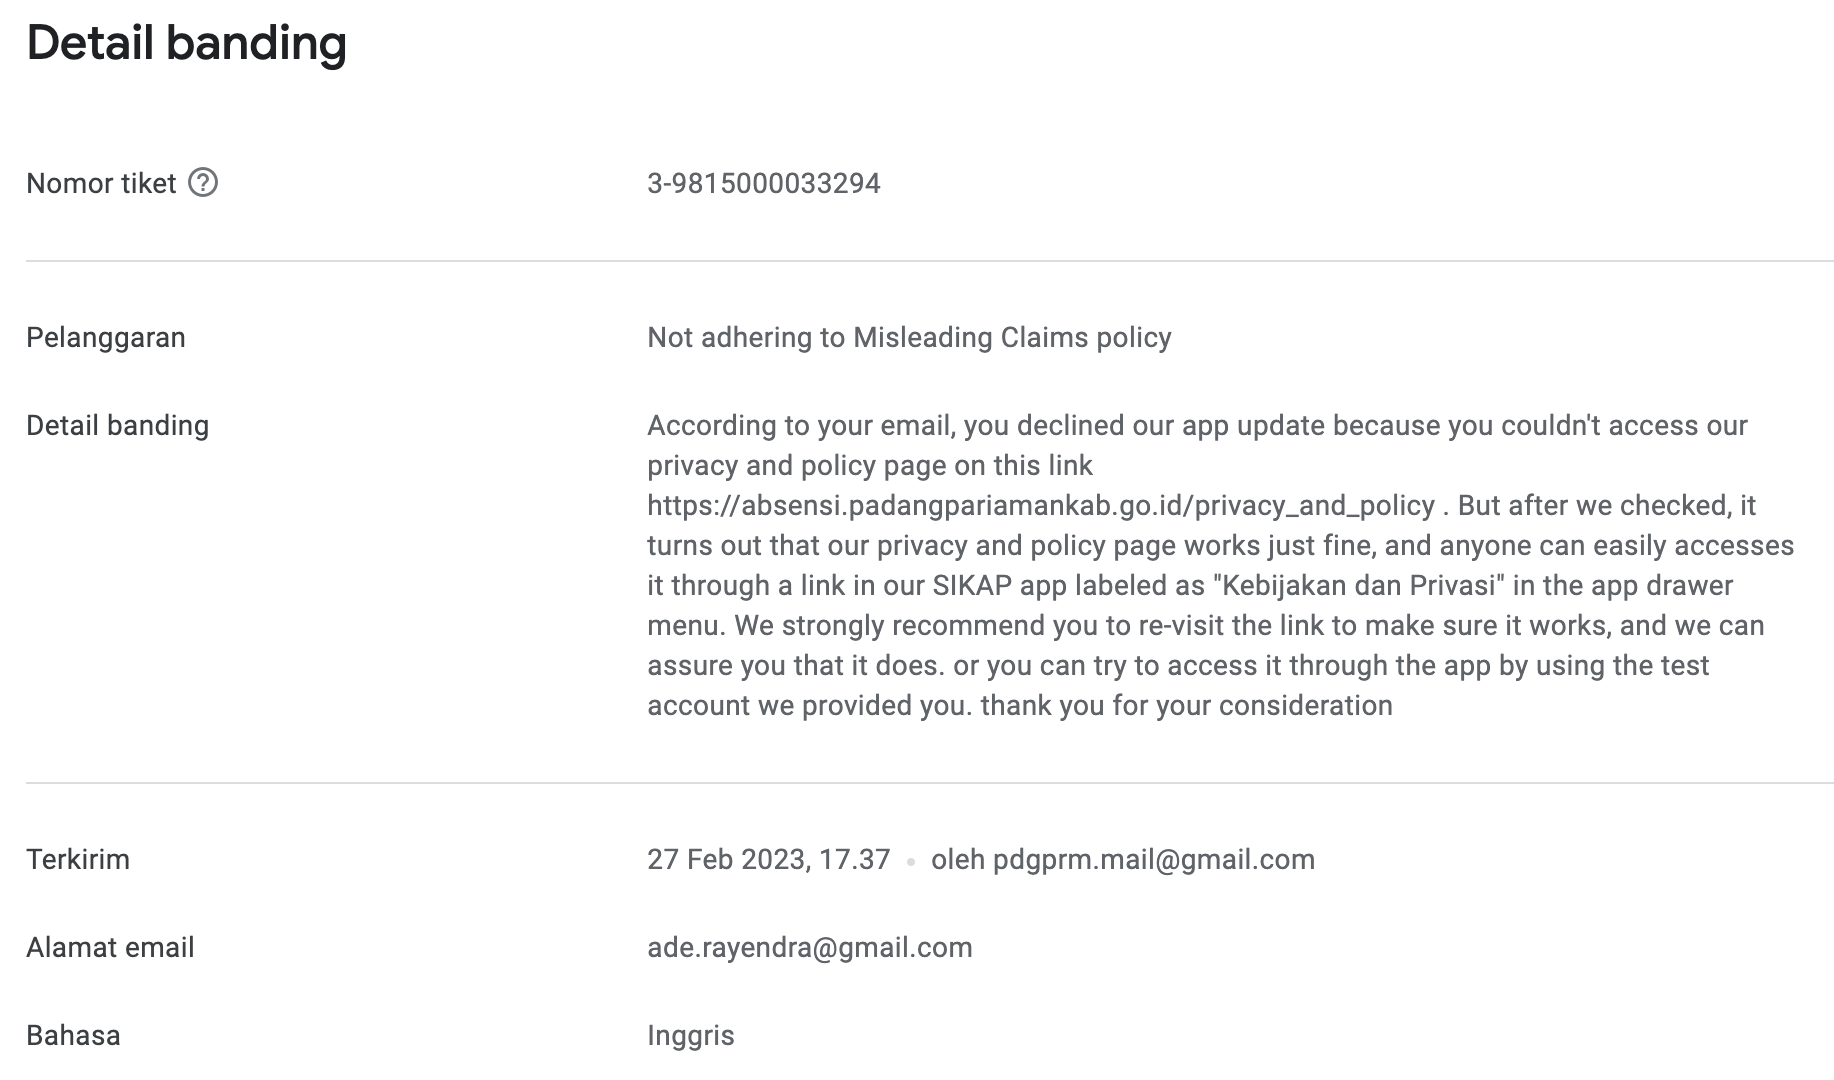 Detail banding
Nomor tiket 3-9815000033294
Pelanggaran Not adhering to Misleading Claims policy
Detail banding According to your email, you declined our app update because you couldn't access our
privacy and policy page on this link
https://absensi.padangpariamankab.go.id/privacy_and_policy . But after we checked, it
turns out that our privacy and policy page works just fine, and anyone can easily accesses
it through a link in our SIKAP app labeled as "Kebijakan dan Privasi" in the app drawer
menu. We strongly recommend you to re-visit the link to make sure it works, and we can
assure you that it does. or you can try to access it through the app by using the test
account we provided you. thank you for your consideration
Terkirim 27 Feb 2023, 17.37 • oleh pdgprm.mail@gmail.com
Alamat email ade.rayendra@gmail.com
Bahasa Inggris